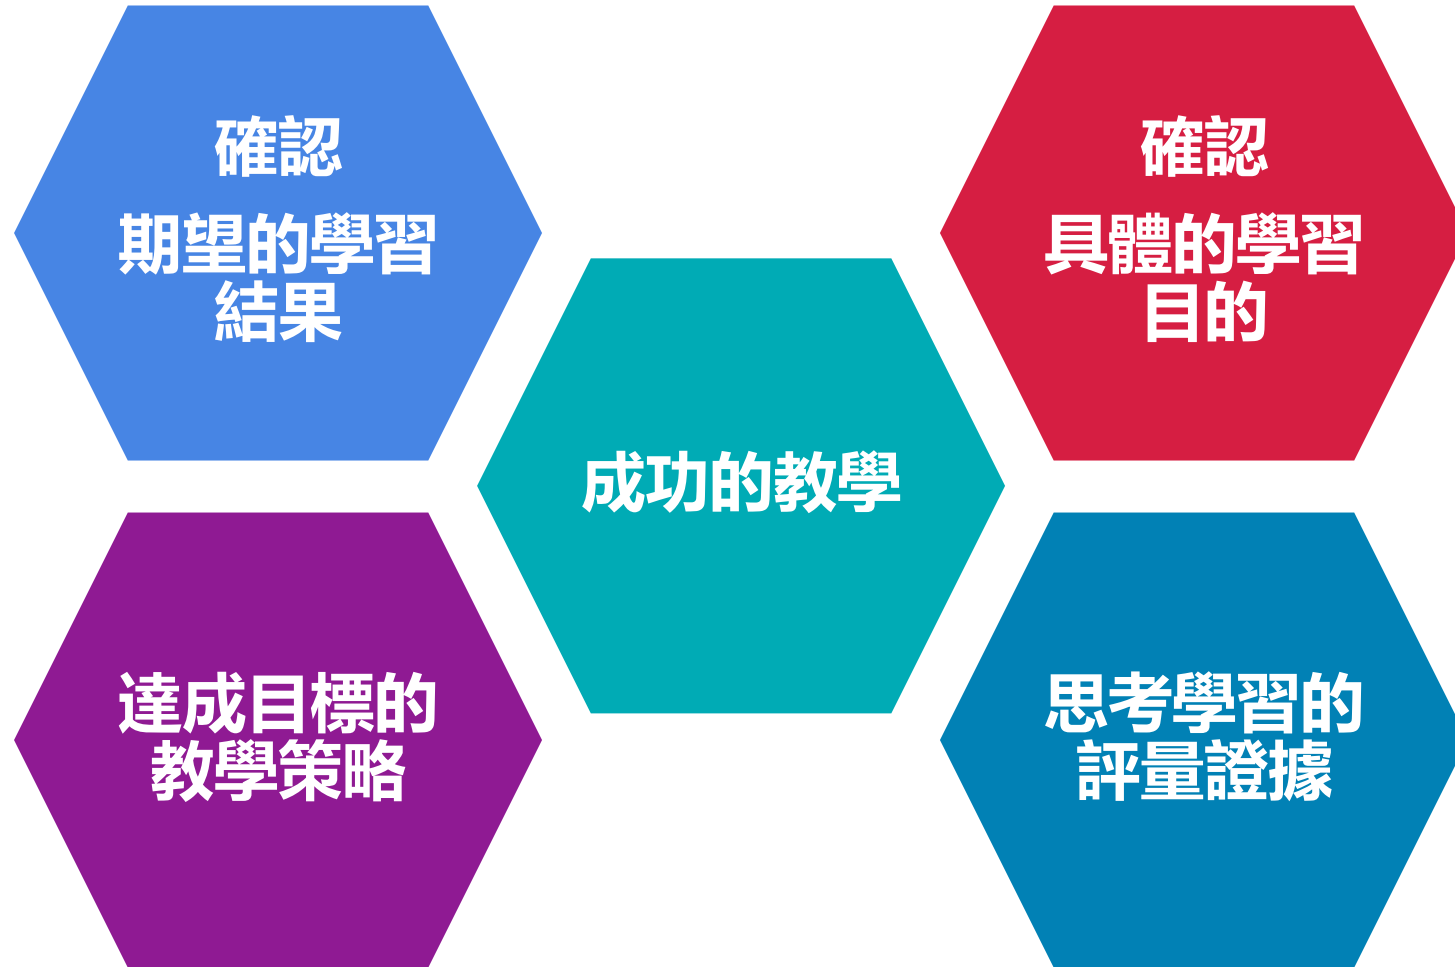 確認
期望的學習
結果
確認
具體的學習
目的
成功的教學
達成目標的
教學策略
思考學習的
評量證據